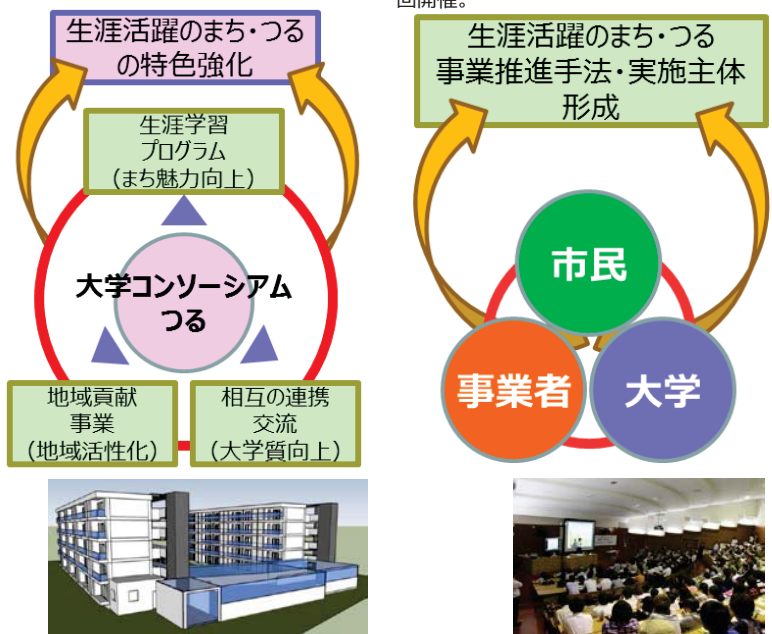 回開催。
生涯活躍のまち・つる
の特色強化
生涯学習
プログラム
(まち魅力向上)
大学コンソーシアム
つる
地域貢献
事業
(地域活性化)
相互の連携
交流
(大学質向上)
生涯活躍のまち・つる
事業推進手法・実施主体
形成
市民
事業者
大学